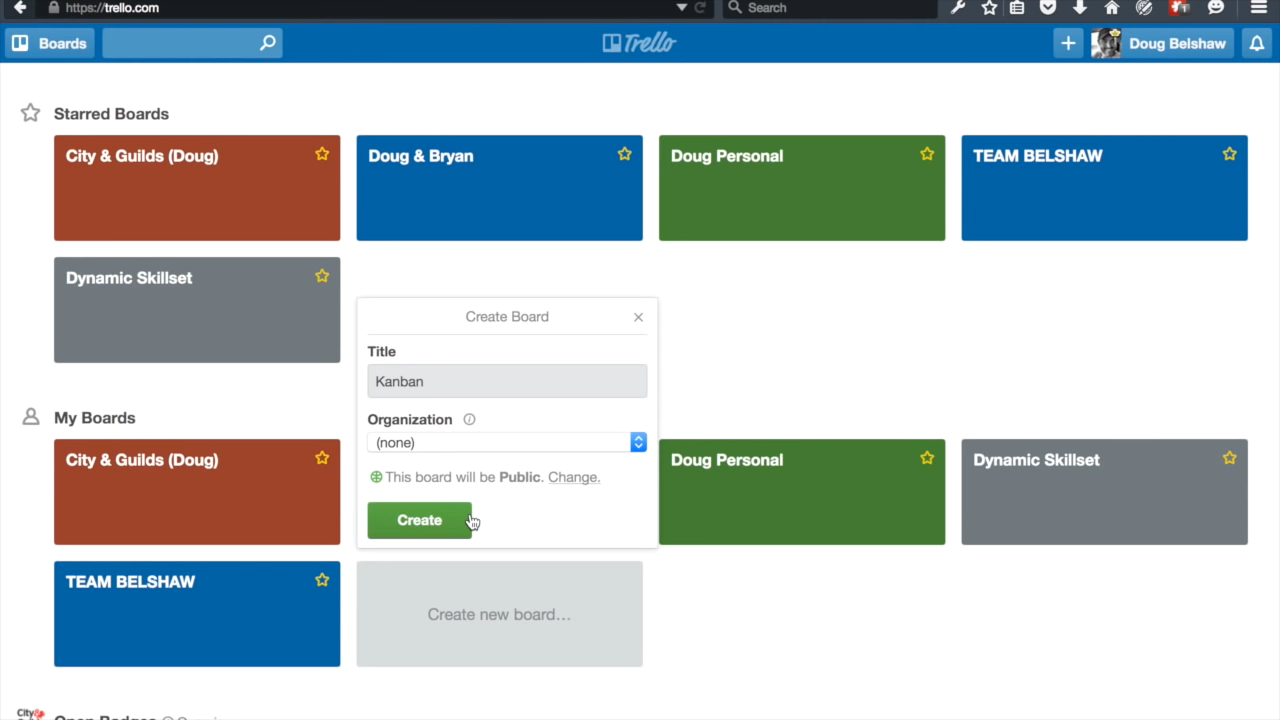 https://trello.com
Search
1
Boards
Trello
Doug Belshaw
Starred Boards
City & Guilds (Doug)
Doug & Bryan
Doug Personal
TEAM BELSHAW
Dynamic Skillset
Create Board
Title
Kanban
Organization
(none)
This board will be Public. Change.
Create
My Boards
City & Guilds (Doug)
Doug Personal
Dynamic Skillset
TEAM BELSHAW
Create new board...
City&
Open Badges